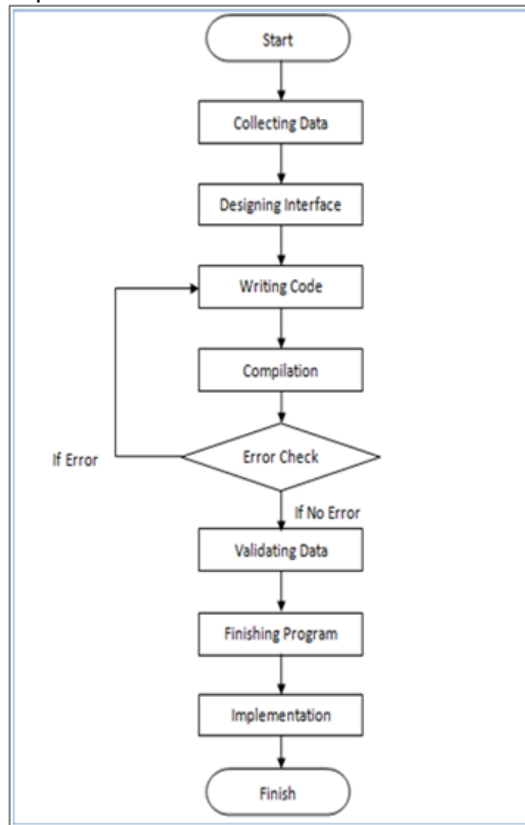 Start
Collecting Data
Designing Interface
Writing Code
Compilation
Error Check
If Error
If No Error
Validating Data
Finishing Program
Implementation
Finish